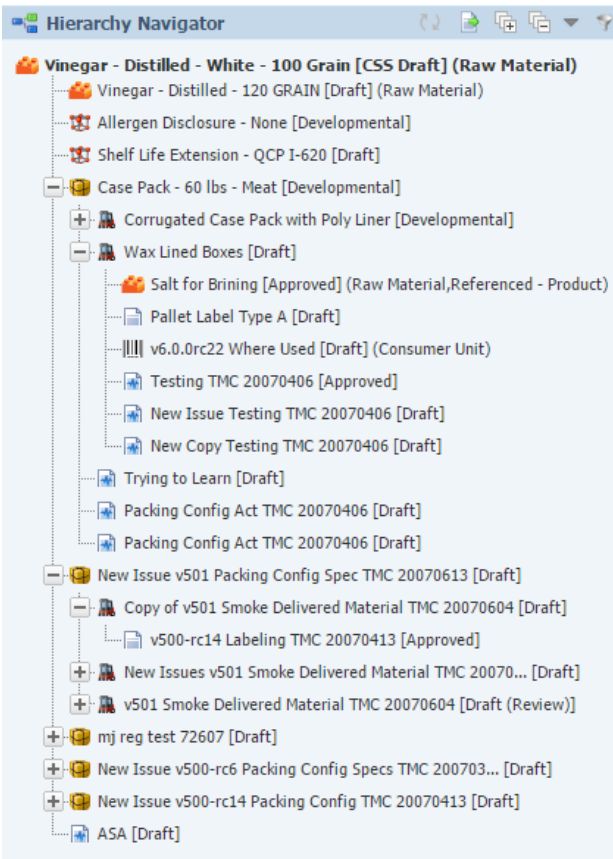 Hierarchy Navigator
Vinegar - Distilled - White - 100 Grain [CSS Draft] (Raw Material)
Vinegar - Distilled - 120 GRAIN [Draft] (Raw Material)
Allergen Disclosure - None [Developmental]
Shelf Life Extension - QCP I-620 [Draft]
Case Pack - 60 lbs - Meat [Developmental]
Corrugated Case Pack with Poly Liner [Developmental]
Wax Lined Boxes [Draft]
Salt for Brining [Approved] (Raw Material,Referenced - Product)
Pallet Label Type A [Draft]
v6.0.0rc22 Where Used [Draft] (Consumer Unit)
Testing TMC 20070406 [Approved]
New Issue Testing TMC 20070406 [Draft]
New Copy Testing TMC 20070406 [Draft]
Trying to Learn [Draft]
Packing Config Act TMC 20070406 [Draft]
Packing Config Act TMC 20070406 [Draft]
New Issue v501 Packing Config Spec TMC 20070613 [Draft]
Copy of v501 Smoke Delivered Material TMC 20070604 [Draft]
v500-rc14 Labeling TMC 20070413 [Approved]
New Issues v501 Smoke Delivered Material TMC 20070... [Draft]
v501 Smoke Delivered Material TMC 20070604 [Draft (Review)]
mj reg test 72607 [Draft]
New Issue v500-rc6 Packing Config Specs TMC 200703... [Draft]
New Issue v500-rc14 Packing Config TMC 20070413 [Draft]
ASA [Draft]